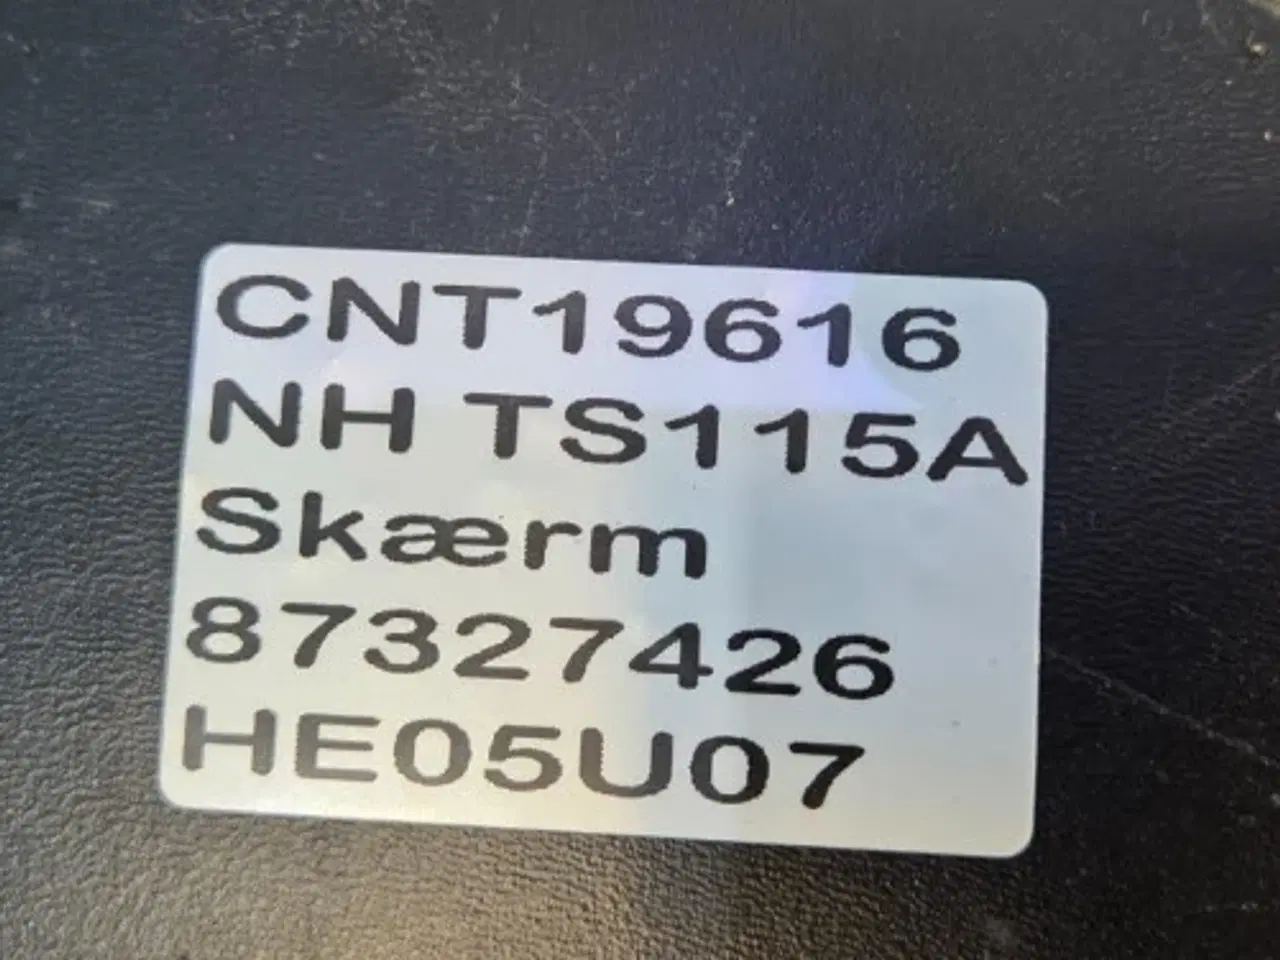 CNT19616
NH TS115A
Skærm
87327426
HE05U07